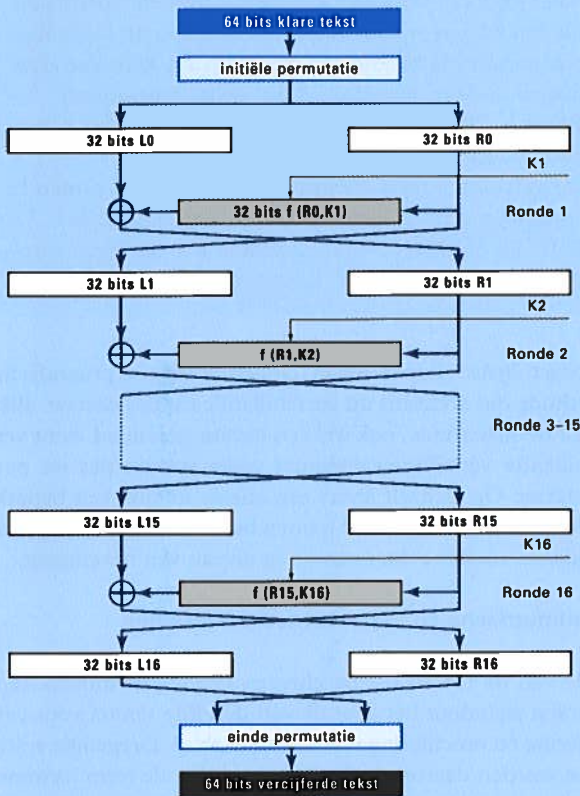 64 bits klare tekst
initiële permutatie
32 bits L0
32 bits R0
K1
32 bits f (R0,K1)
Ronde 1
32 bits L1
32 bits R1
K2
f (R1,K2)
Ronde 2
Ronde 3-15
32 bits L15
32 bits R15
K16
f (R15,K16)
Ronde 16
32 bits L16
32 bits R16
einde permutatie
64 bits vercijferde tekst